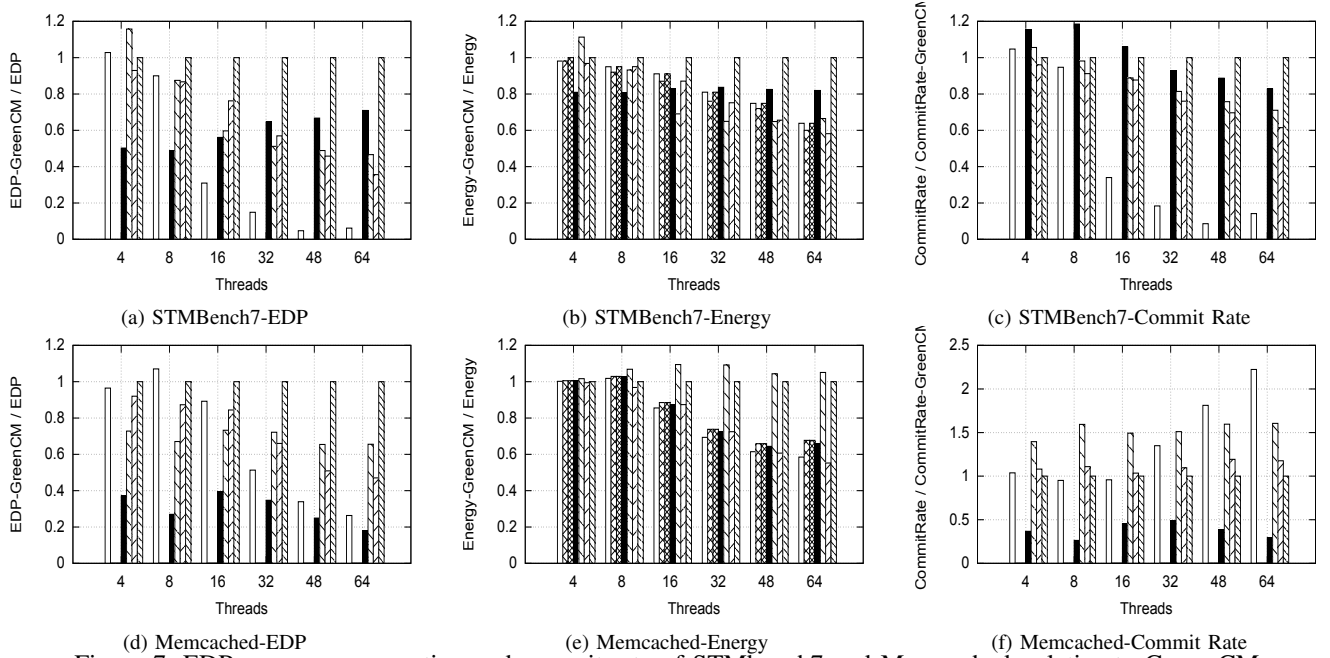 EDP-GreenCM / EDP
1.2
1
0.8
0.6
0.4
0.2
0
4 8 16 32 48 64
Threads
(a) STMBench7-EDP
Energy-GreenCM / Energy
1.2
1
0.8
0.6
0.4
0.2
0
4 8 16 32 48 64
Threads
(b) STMBench7-Energy
CommitRate / CommitRate-GreenCM
1.2
1
0.8
0.6
0.4
0.2
0
4 8 16 32 48 64
Threads
(c) STMBench7-Commit Rate
EDP-GreenCM / EDP
1.2
1
0.8
0.6
0.4
0.2
0
4 8 16 32 48 64
Threads
(d) Memcached-EDP
Energy-GreenCM / Energy
1.2
1
0.8
0.6
0.4
0.2
0
4 8 16 32 48 64
Threads
(e) Memcached-Energy
CommitRate / CommitRate-GreenCM
2.5
2
1.5
1
0.5
0
4 8 16 32 48 64
Threads
(f) Memcached-Commit Rate